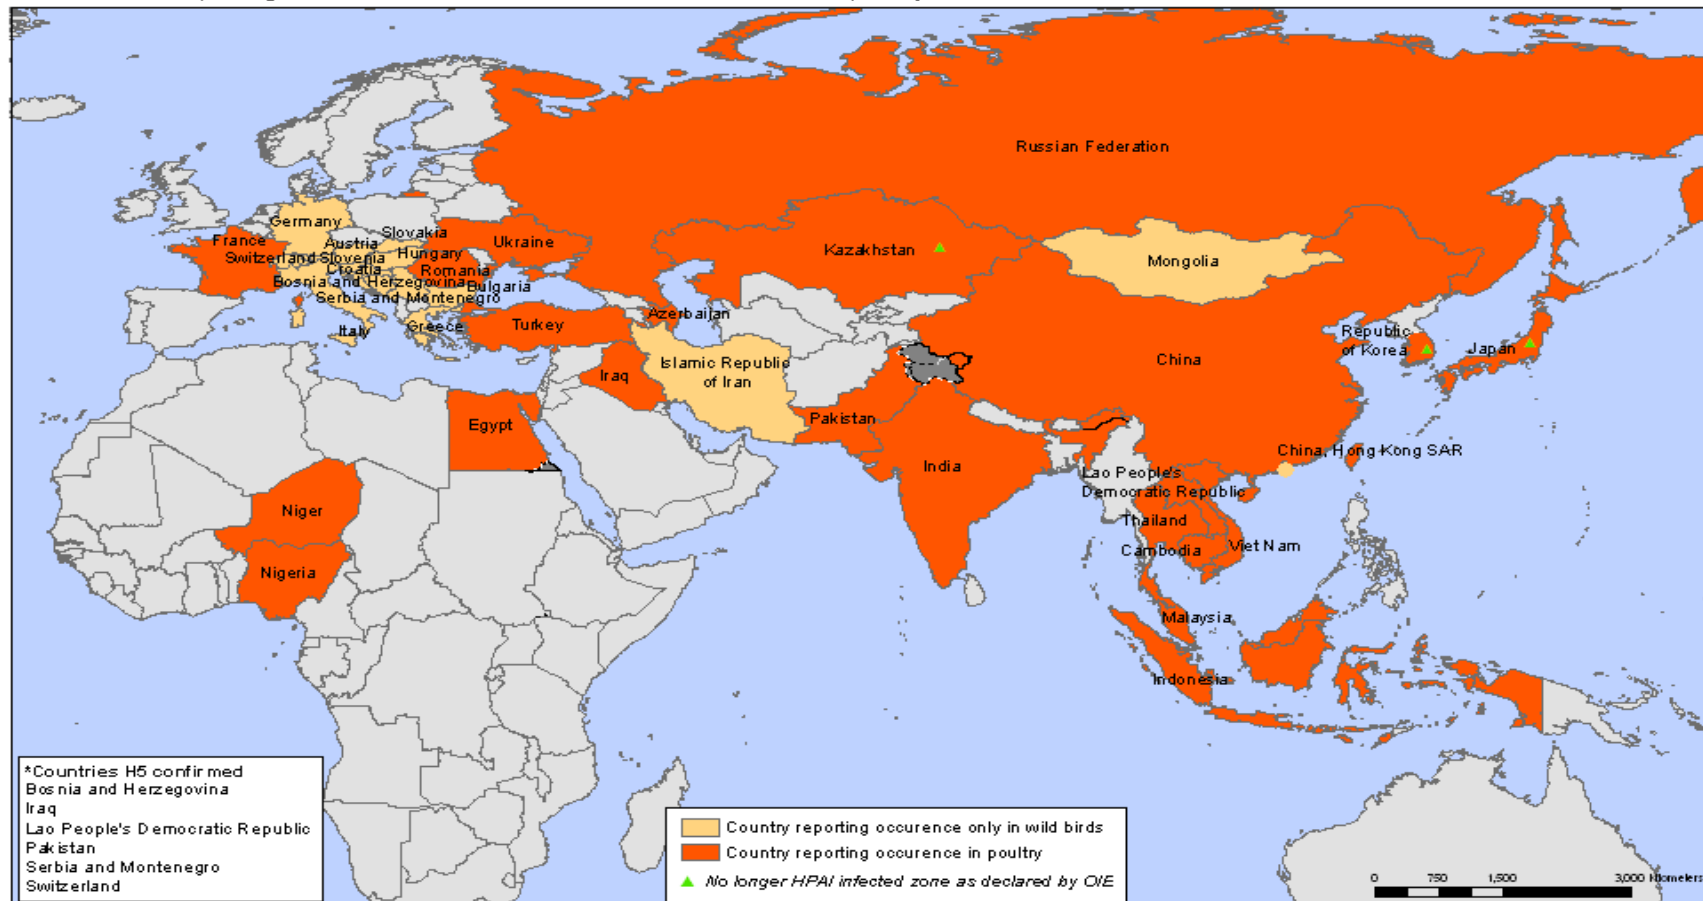 Russian Federation
Germany
Slovakia
France
Austria
Ukraine
Hungary
Switzerland
Slovenia
Kazakhstan
Croatia
Romania
Mongolia
Bosnia and Herzegovina
Bulgaria
Serbia and Montenegro
Azerbaijan
Italy
Greece
Turkey
Republic
of Korea
Japan
Islamic Republic
of Iran
China
Iraq
Pakistan
Egypt
China, Hong Kong SAR
India
Lao People's
Democratic Republic
Niger
Thailand
Viet Nam
Cambodia
Nigeria
Malaysia
Indonesia
*Countries H5 confirmed
Bosnia and Herzegovina
Iraq
Lao People's Democratic Republic
Pakistan
Serbia and Montenegro
Switzerland
Country reporting occurence only in wild birds
Country reporting occurence in poultry
No longer HPAI infected zone as declared by OIE
0 750 1,500 3,000 Kilometers